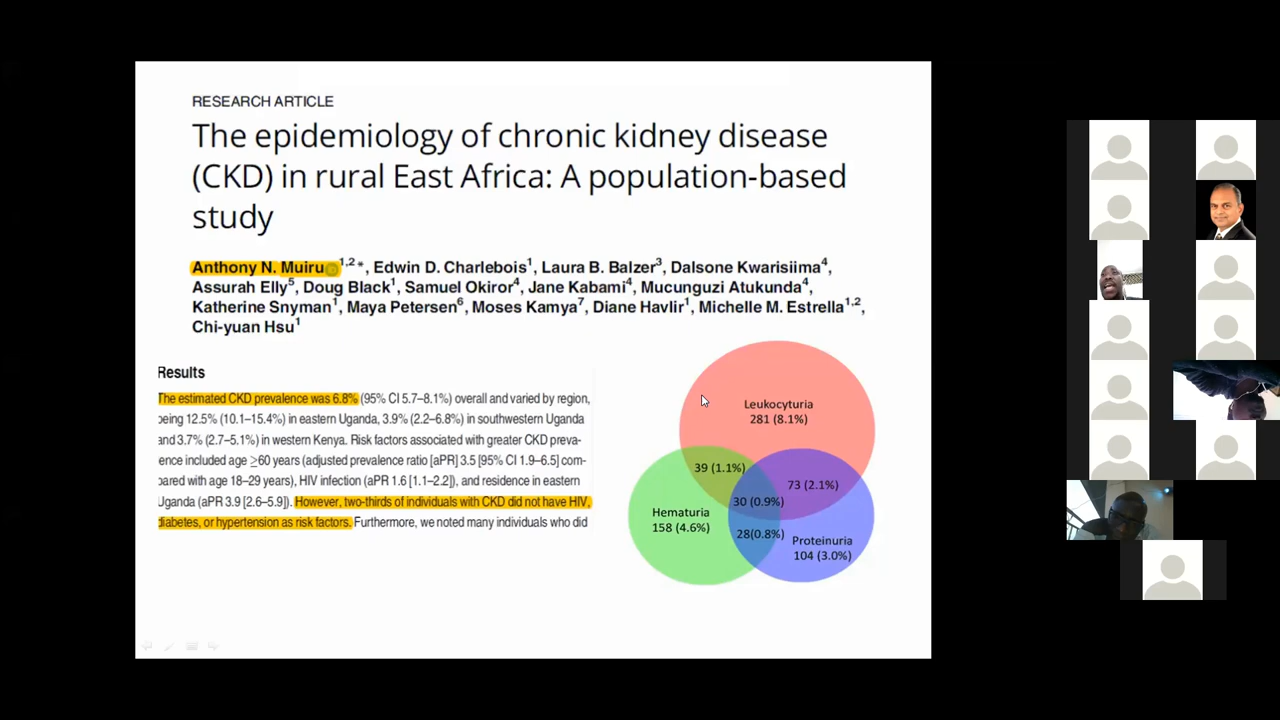 RESEARCH ARTICLE
The epidemiology of chronic kidney disease
(CKD) in rural East Africa: A population-based
study
Anthony N. Muiru 1,2*, Edwin D. Charlebois1, Laura B. Balzer3, Dalsone Kwarisiima4,
Assurah Elly5, Doug Black1, Samuel Okiror4, Jane Kabami4, Mucunguzi Atukunda4,
Katherine Snyman1, Maya Petersen6, Moses Kamya7, Diane Havlir1, Michelle M. Estrella1,2,
Chi-yuan Hsu1
Results
The estimated CKD prevalence was 6.8% (95% CI 5.7–8.1%) overall and varied by region,
being 12.5% (10.1–15.4%) in eastern Uganda, 3.9% (2.2–6.8%) in southwestern Uganda
and 3.7% (2.7–5.1%) in western Kenya. Risk factors associated with greater CKD preva-
ence included age ≥60 years (adjusted prevalence ratio [aPR] 3.5 [95% CI 1.9–6.5] com-
pared with age 18–29 years), HIV infection (aPR 1.6 [1.1–2.2]), and residence in eastern
Uganda (aPR 3.9 [2.6–5.9]). However, two-thirds of individuals with CKD did not have HIV,
diabetes, or hypertension as risk factors. Furthermore, we noted many individuals who did
Leukocyturia
281 (8.1%)
39 (1.1%)
73 (2.1%)
30 (0.9%)
Hematuria
158 (4.6%)
28(0.8%)
Proteinuria
104 (3.0%)